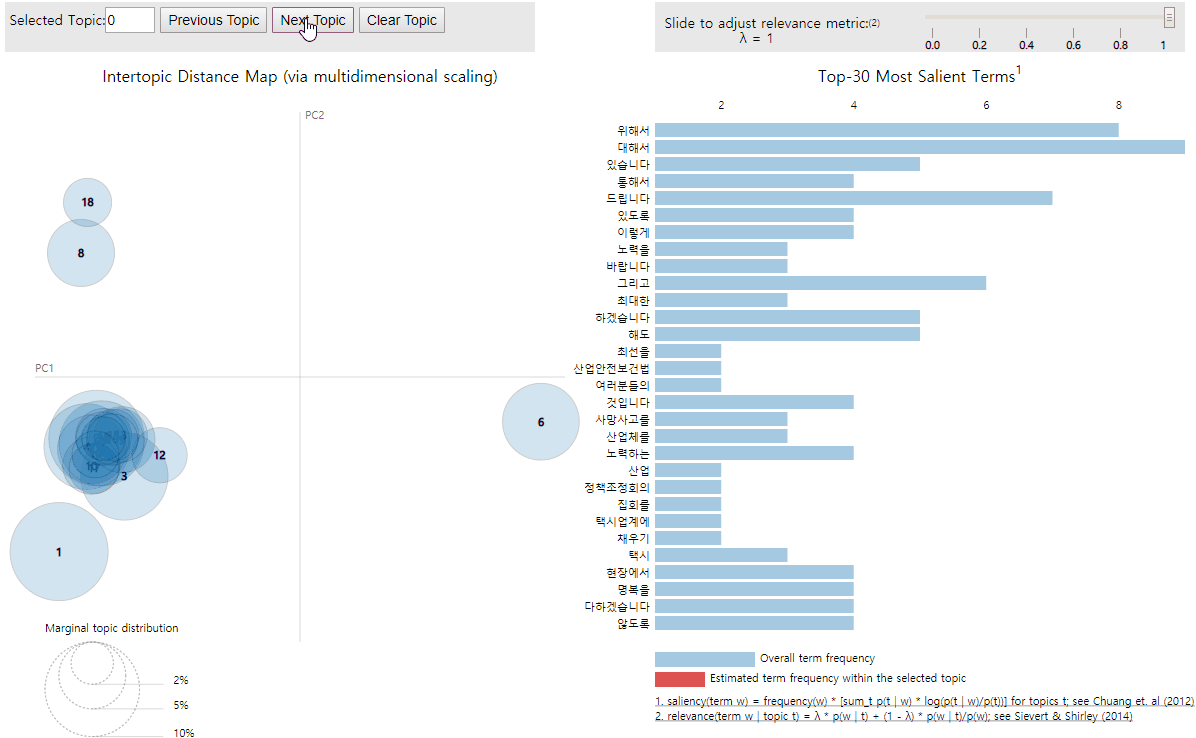 Selected Topic: 0 Previous Topic Next Topic Clear Topic
Slide to adjust relevance metric:(2)
λ = 1
0.0 0.2 0.4 0.6 0.8 1
Intertopic Distance Map (via multidimensional scaling)
PC2
PC1
18
8
6
12
3
1
Marginal topic distribution
2%
5%
10%
Top-30 Most Salient Terms1
2 4 6 8
위해서
대해서
있습니다
통해서
드립니다
있도록
이렇게
노력을
바랍니다
그리고
최대한
하겠습니다
해도
최선을
산업안전보건법
여러분들의
것입니다
사망사고를
산업체를
노력하는
산업
정책조정회의
집회를
택시업계에
채우기
택시
현장에서
명복을
다하겠습니다
않도록
Overall term frequency
Estimated term frequency within the selected topic
1. saliency(term w) = frequency(w) * [sum_t p(t | w) * log(p(t | w)/p(t))] for topics t; see Chuang et. al (2012)
2. relevance(term w | topic t) = λ * p(w | t) + (1 - λ) * p(w | t)/p(w); see Sievert & Shirley (2014)